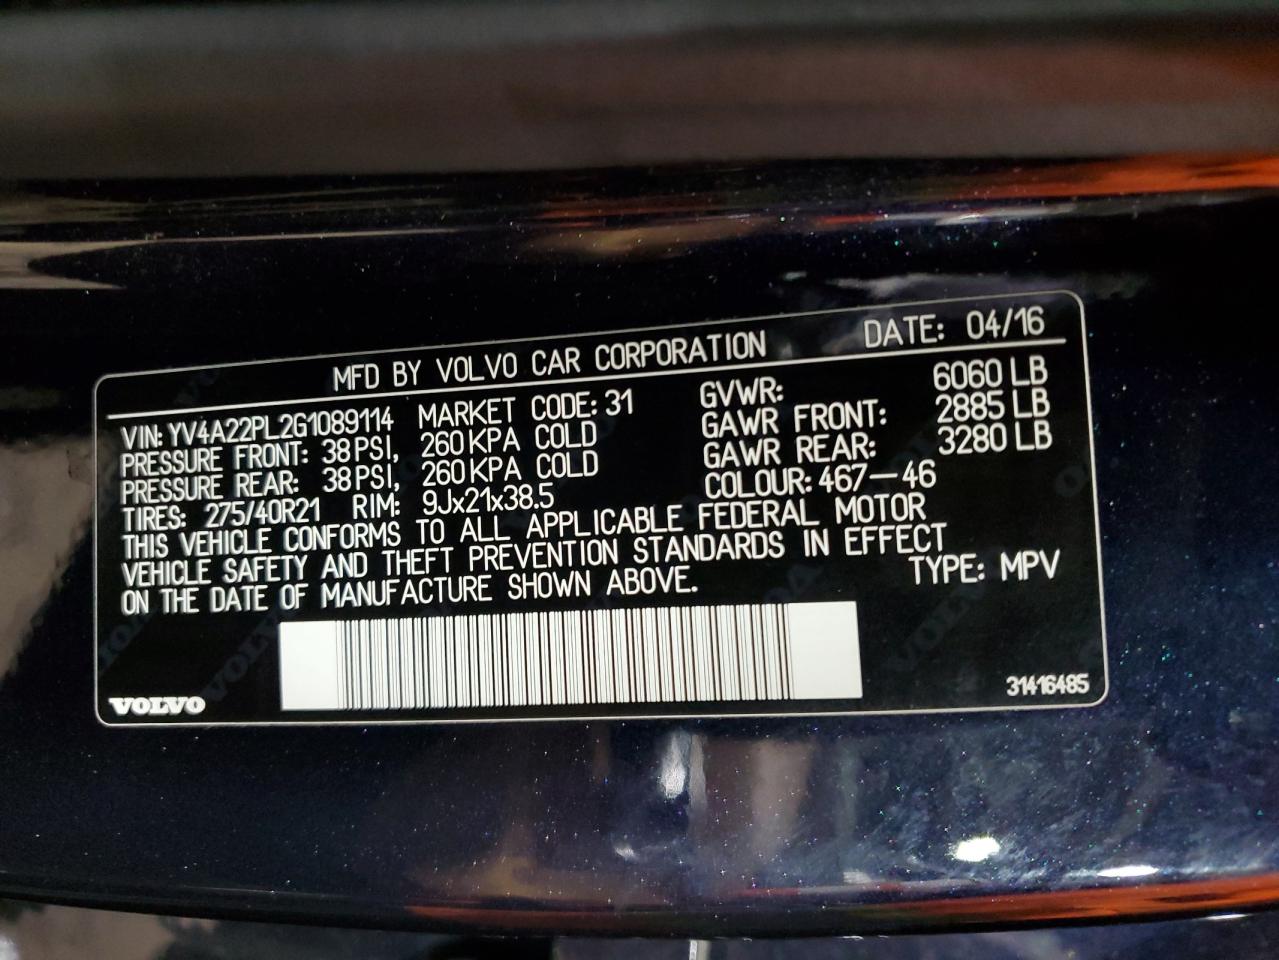 MFD BY VOLVO CAR CORPORATION DATE: 04/16
VIN: YV4A22PL2G1089114 MARKET CODE: 31 GVWR: 6060 LB
PRESSURE FRONT: 38 PSI, 260 KPA COLD GAWR FRONT: 2885 LB
PRESSURE REAR: 38 PSI, 260 KPA COLD GAWR REAR: 3280 LB
TIRES: 275/40R21 RIM: 9Jx21x38.5 COLOUR: 467-46
THIS VEHICLE CONFORMS TO ALL APPLICABLE FEDERAL MOTOR
VEHICLE SAFETY AND THEFT PREVENTION STANDARDS IN EFFECT
ON THE DATE OF MANUFACTURE SHOWN ABOVE. TYPE: MPV
VOLVO 31416485